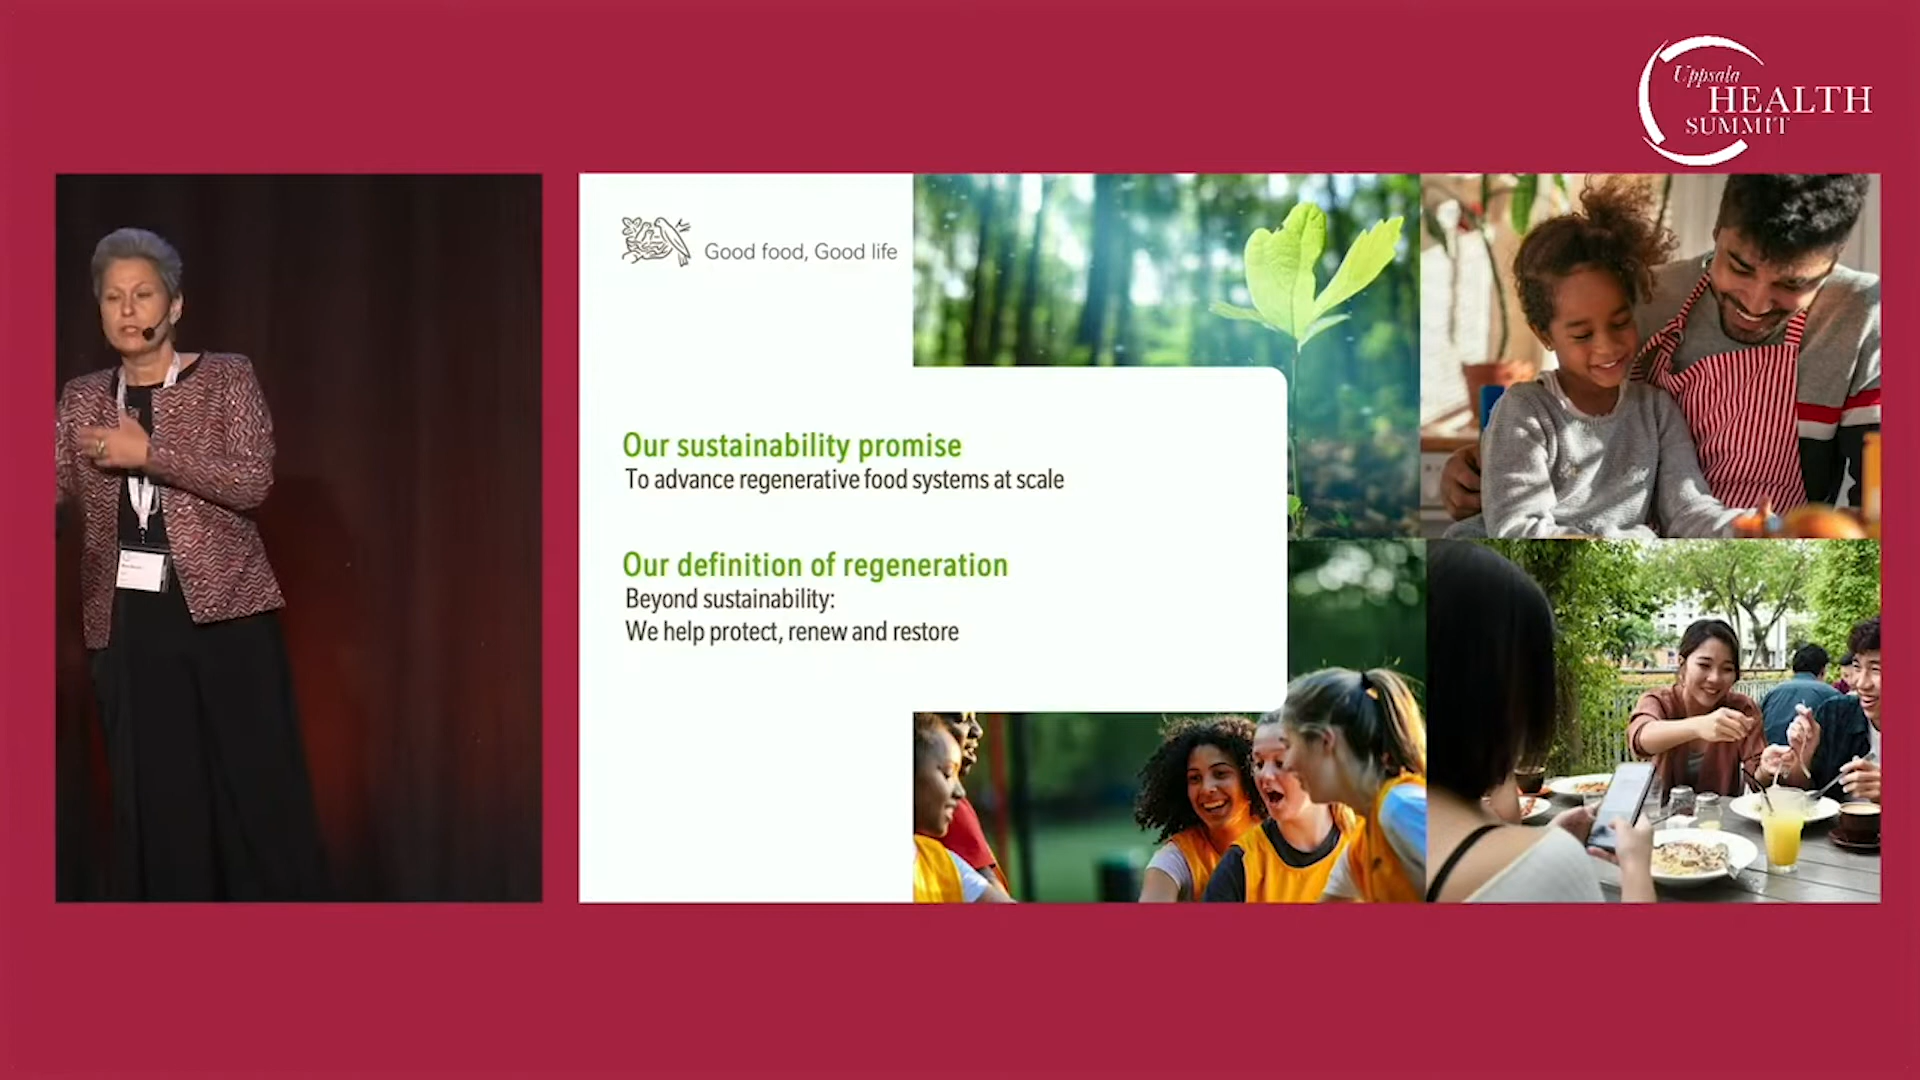 Uppsala
HEALTH
SUMMIT
Good food, Good life
Our sustainability promise
To advance regenerative food systems at scale
Our definition of regeneration
Beyond sustainability:
We help protect, renew and restore